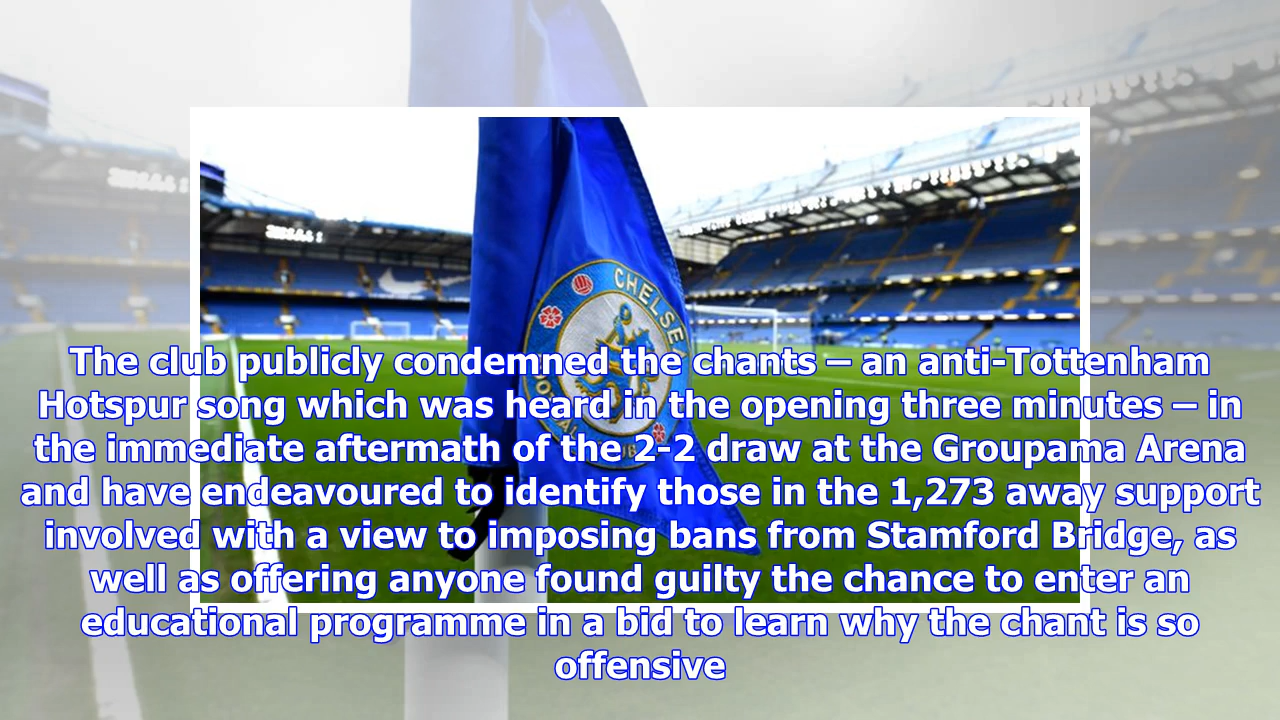 CHELSE
The club publicly condemned the chants – an anti-Tottenham
Hotspur song which was heard in the opening three minutes – in
the immediate aftermath of the 2-2 draw at the Groupama Arena
and have endeavoured to identify those in the 1,273 away support
involved with a view to imposing bans from Stamford Bridge, as
well as offering anyone found guilty the chance to enter an
educational programme in a bid to learn why the chant is so
offensive